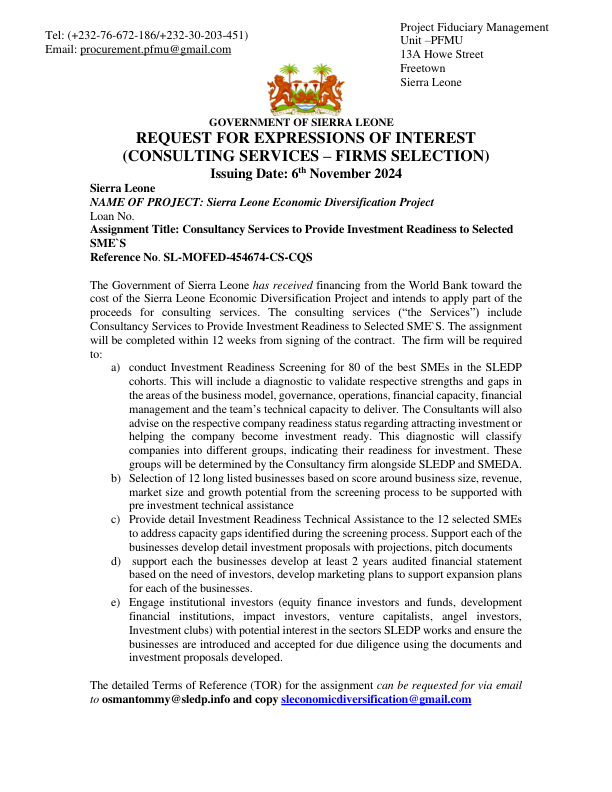 Tel: (+232-76-672-186/+232-30-203-451)
Email: procurement.pfmu@gmail.com
Project Fiduciary Management
Unit –PFMU
13A Howe Street
Freetown
Sierra Leone
GOVERNMENT OF SIERRA LEONE
REQUEST FOR EXPRESSIONS OF INTEREST
(CONSULTING SERVICES – FIRMS SELECTION)
Issuing Date: 6th November 2024
Sierra Leone
NAME OF PROJECT: Sierra Leone Economic Diversification Project
Loan No.
Assignment Title: Consultancy Services to Provide Investment Readiness to Selected
SME`S
Reference No. SL-MOFED-454674-CS-CQS
The Government of Sierra Leone has received financing from the World Bank toward the
cost of the Sierra Leone Economic Diversification Project and intends to apply part of the
proceeds for consulting services. The consulting services (“the Services”) include
Consultancy Services to Provide Investment Readiness to Selected SME`S. The assignment
will be completed within 12 weeks from signing of the contract. The firm will be required
to:
a) conduct Investment Readiness Screening for 80 of the best SMEs in the SLEDP
cohorts. This will include a diagnostic to validate respective strengths and gaps in
the areas of the business model, governance, operations, financial capacity, financial
management and the team’s technical capacity to deliver. The Consultants will also
advise on the respective company readiness status regarding attracting investment or
helping the company become investment ready. This diagnostic will classify
companies into different groups, indicating their readiness for investment. These
groups will be determined by the Consultancy firm alongside SLEDP and SMEDA.
b) Selection of 12 long listed businesses based on score around business size, revenue,
market size and growth potential from the screening process to be supported with
pre investment technical assistance
c) Provide detail Investment Readiness Technical Assistance to the 12 selected SMEs
to address capacity gaps identified during the screening process. Support each of the
businesses develop detail investment proposals with projections, pitch documents
d) support each the businesses develop at least 2 years audited financial statement
based on the need of investors, develop marketing plans to support expansion plans
for each of the businesses.
e) Engage institutional investors (equity finance investors and funds, development
financial institutions, impact investors, venture capitalists, angel investors,
Investment clubs) with potential interest in the sectors SLEDP works and ensure the
businesses are introduced and accepted for due diligence using the documents and
investment proposals developed.
The detailed Terms of Reference (TOR) for the assignment can be requested for via email
to osmantommy@sledp.info and copy sleconomicdiversification@gmail.com